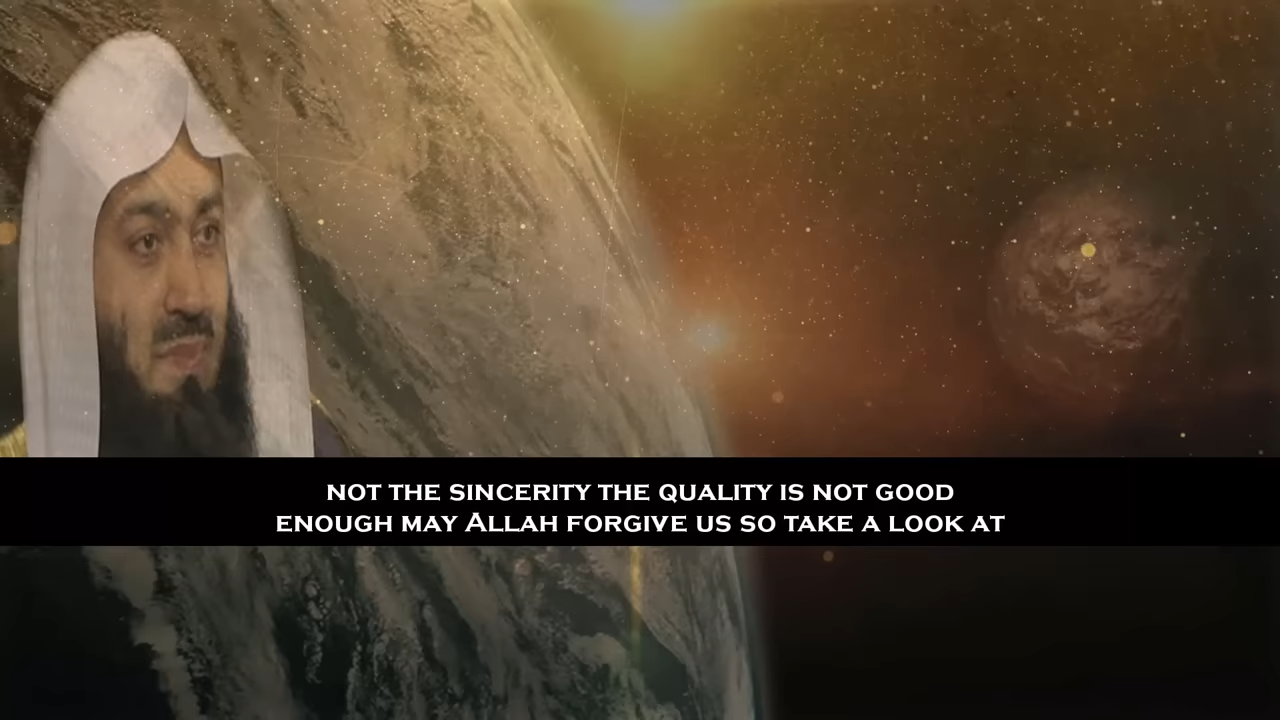 NOT THE SINCERITY THE QUALITY IS NOT GOOD
ENOUGH MAY ALLAH FORGIVE US SO TAKE A LOOK AT